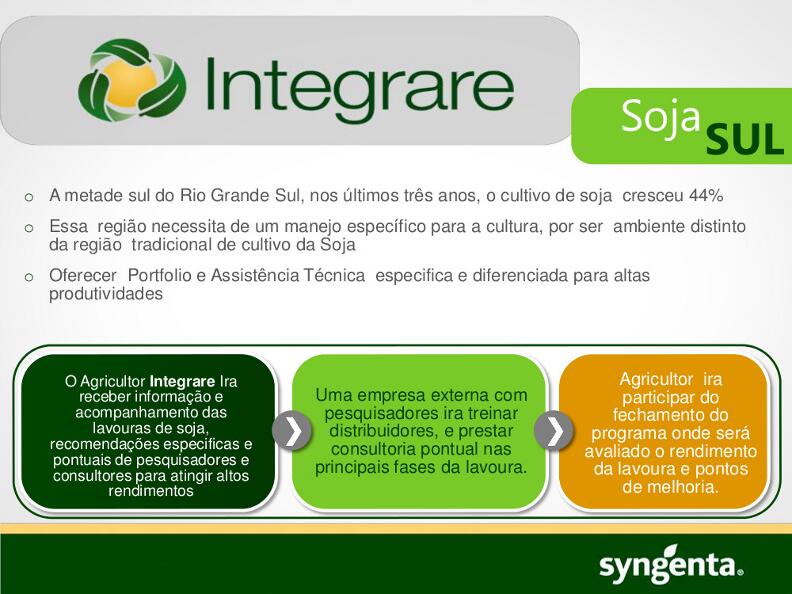 Integrare
Soja
SUL
A metade sul do Rio Grande Sul, nos últimos três anos, o cultivo de soja cresceu 44%
Essa região necessita de um manejo específico para a cultura, por ser ambiente distinto
da região tradicional de cultivo da Soja
Oferecer Portfolio e Assistência Técnica especifica e diferenciada para altas
produtividades
O Agricultor Integrare Ira
receber informação e
acompanhamento das
lavouras de soja,
recomendações especificas e
pontuais de pesquisadores e
consultores para atingir altos
rendimentos
Uma empresa externa com
pesquisadores ira treinar
distribuidores, e prestar
consultoria pontual nas
principais fases da lavoura.
Agricultor ira
participar do
fechamento do
programa onde será
avaliado o rendimento
da lavoura e pontos
de melhoria.
syngenta®